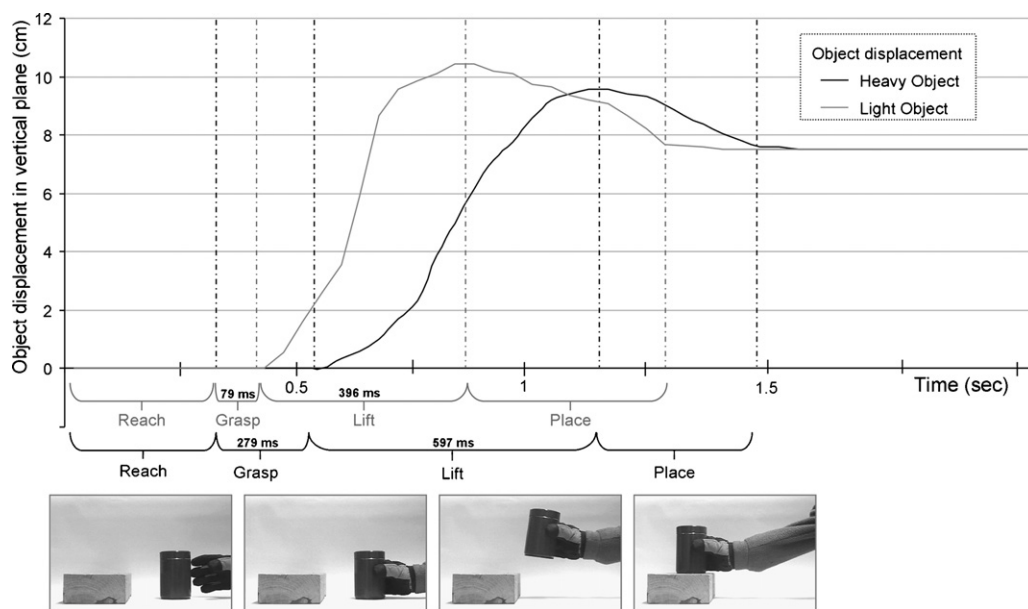 Object displacement in vertical plane (cm)
12
10
8
6
4
2
0
Object displacement
Heavy Object
Light Object
0.5
1
1.5
Time (sec)
79 ms
396 ms
Reach
Grasp
Lift
Place
279 ms
597 ms
Reach
Grasp
Lift
Place